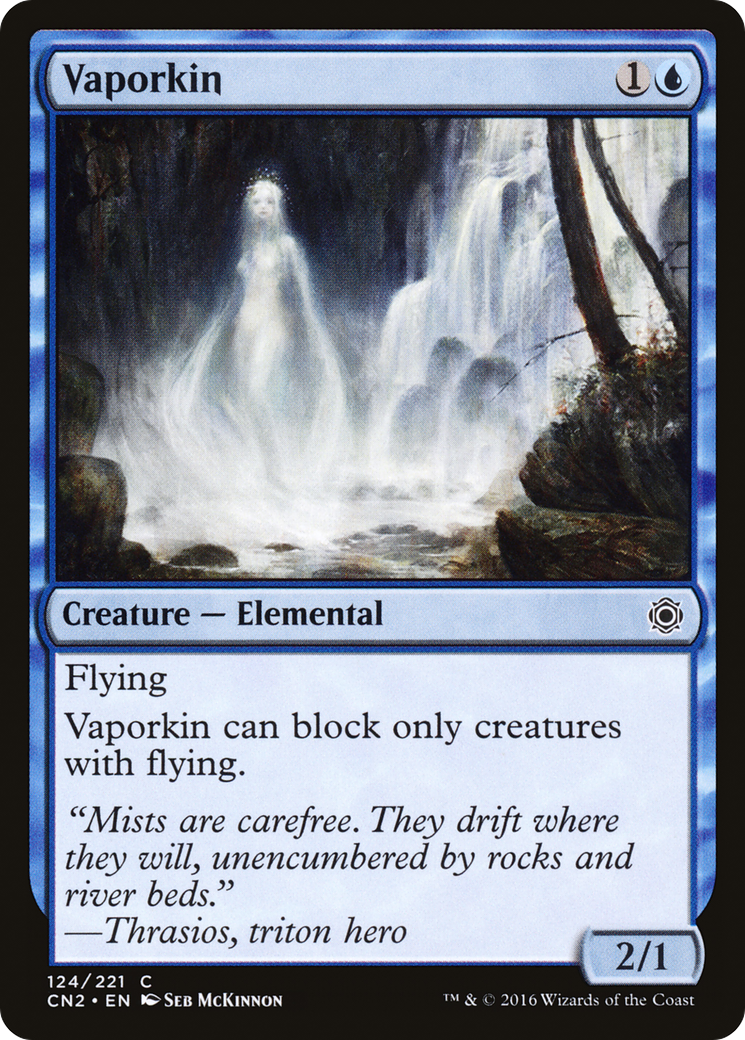 Vaporkin 1
Creature — Elemental
Flying
Vaporkin can block only creatures
with flying.
“Mists are carefree. They drift where
they will, unencumbered by rocks and
river beds.”
—Thrasios, triton hero
2/1
124/221 C
CN2 • EN Seb McKinnon
™ & © 2016 Wizards of the Coast